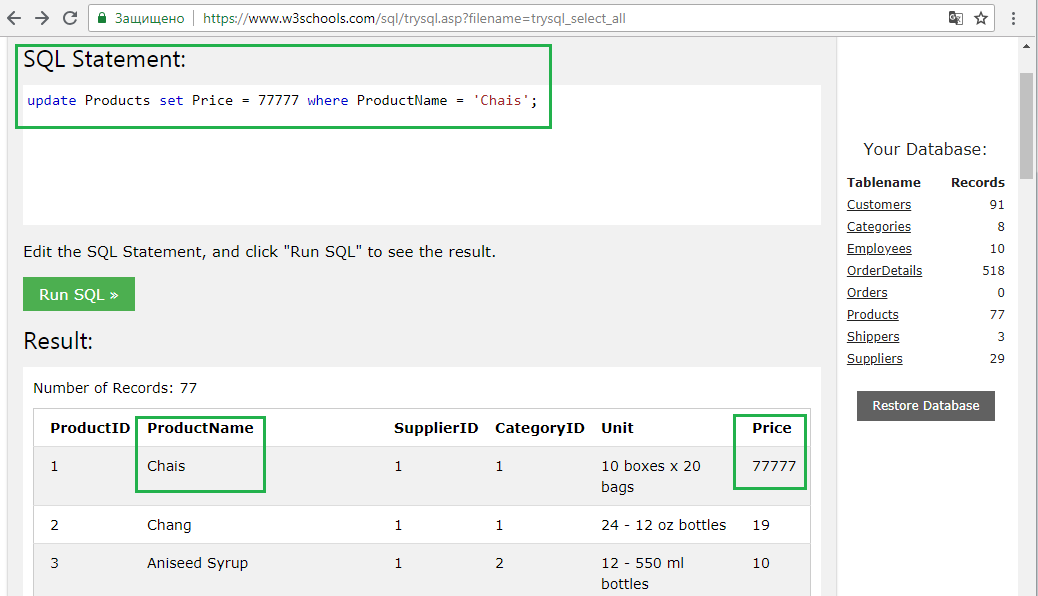 Защищено https://www.w3schools.com/sql/trysql.asp?filename=trysql_select_all
SQL Statement:
update Products set Price = 77777 where ProductName = 'Chais';
Edit the SQL Statement, and click "Run SQL" to see the result.
Run SQL »
Result:
Number of Records: 77
ProductID ProductName SupplierID CategoryID Unit Price
1 Chais 1 1 10 boxes x 20 bags 77777
2 Chang 1 1 24 - 12 oz bottles 19
3 Aniseed Syrup 1 2 12 - 550 ml bottles 10
Your Database:
Tablename Records
Customers 91
Categories 8
Employees 10
OrderDetails 518
Orders 0
Products 77
Shippers 3
Suppliers 29
Restore Database